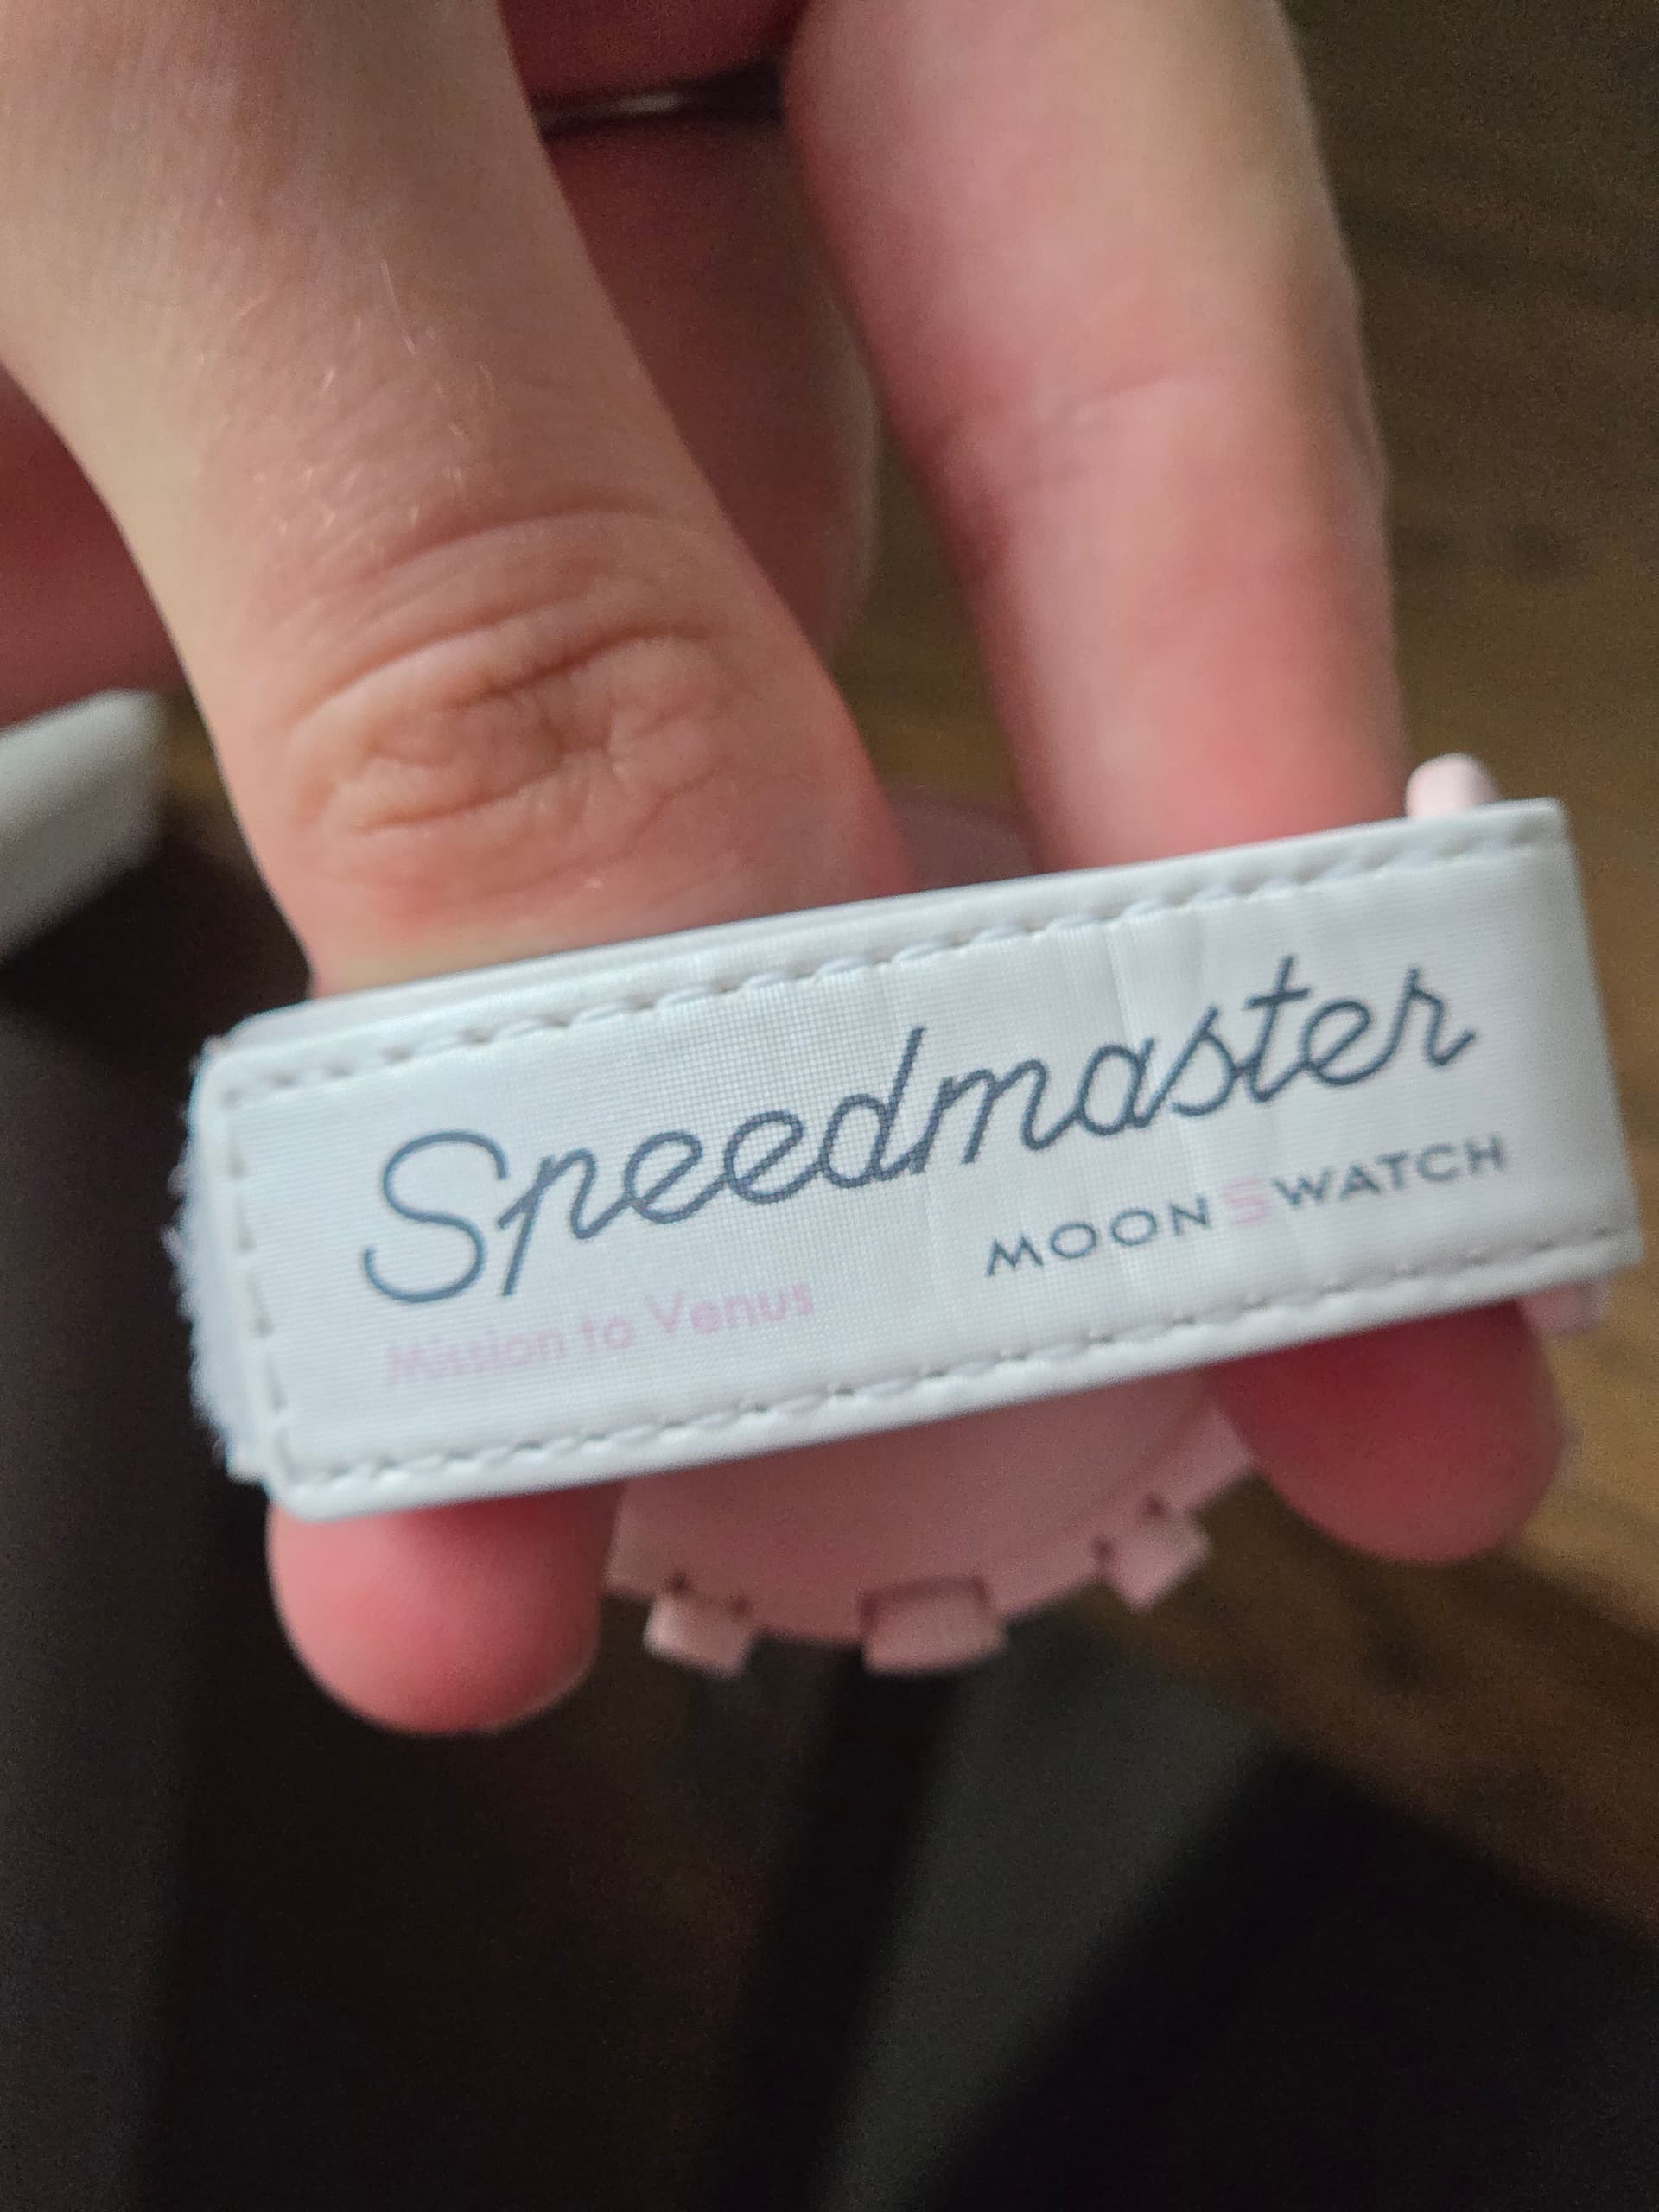 Speedmaster
MOONSWATCH
Mission to Venus